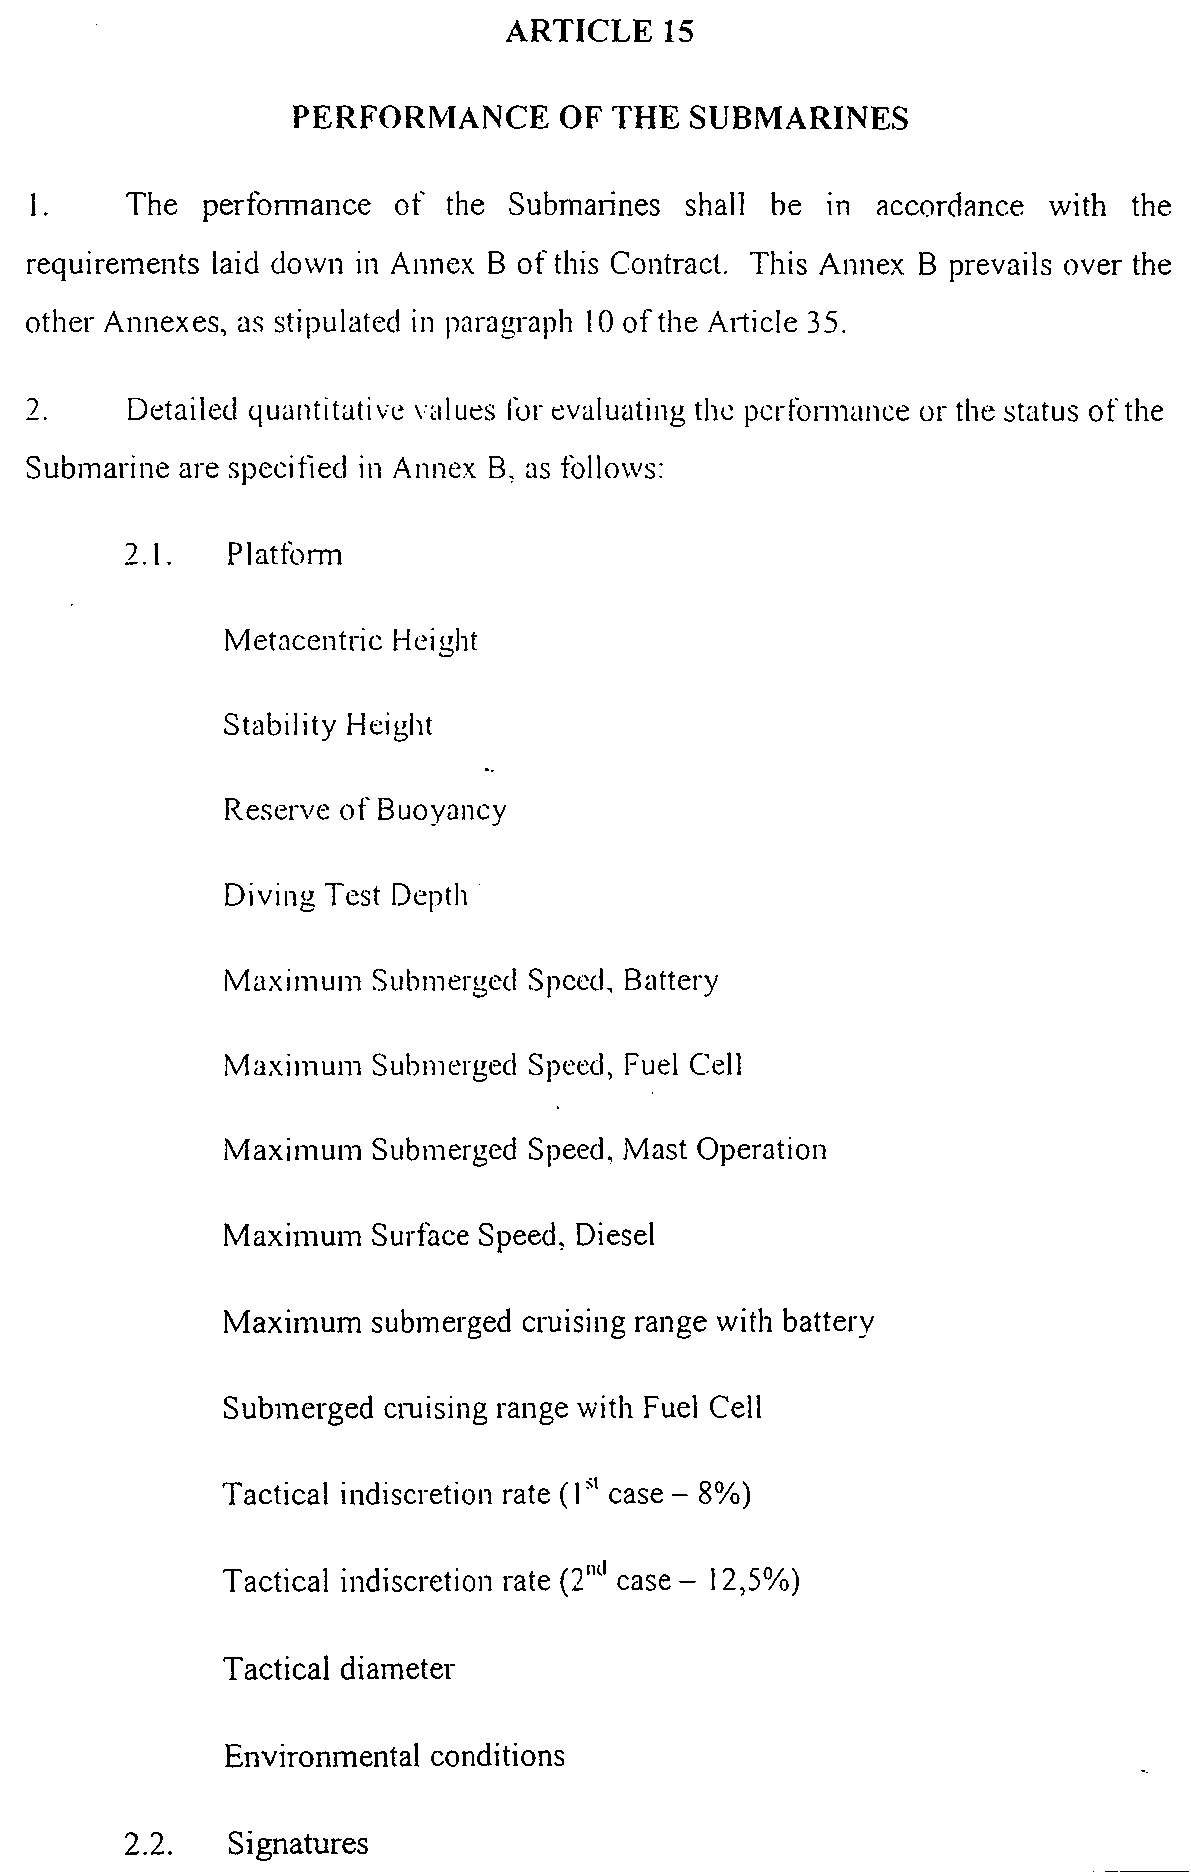 ARTICLE 15
PERFORMANCE OF THE SUBMARINES
1. The performance of the Submarines shall be in accordance with the
requirements laid down in Annex B of this Contract. This Annex B prevails over the
other Annexes, as stipulated in paragraph 10 of the Article 35.
2. Detailed quantitative values for evaluating the performance or the status of the
Submarine are specified in Annex B, as follows:
2.1. Platform
Metacentric Height
Stability Height
Reserve of Buoyancy
Diving Test Depth
Maximum Submerged Speed, Battery
Maximum Submerged Speed, Fuel Cell
Maximum Submerged Speed, Mast Operation
Maximum Surface Speed, Diesel
Maximum submerged cruising range with battery
Submerged cruising range with Fuel Cell
Tactical indiscretion rate (1st case – 8%)
Tactical indiscretion rate (2nd case – 12,5%)
Tactical diameter
Environmental conditions
2.2. Signatures